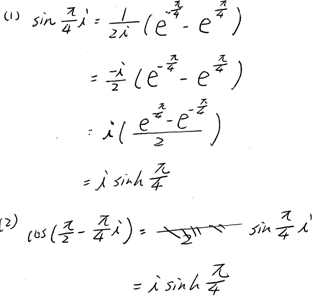 (1) sin π/4 i = 1/2i (e^{-π/4} - e^{π/4})
= -i/2 (e^{-π/4} - e^{π/4})
= i( (e^{π/4} - e^{-π/4})/2 )
= i sinh π/4
(2) cos(π/2 - π/4 i) = sin π/4 i
= i sinh π/4